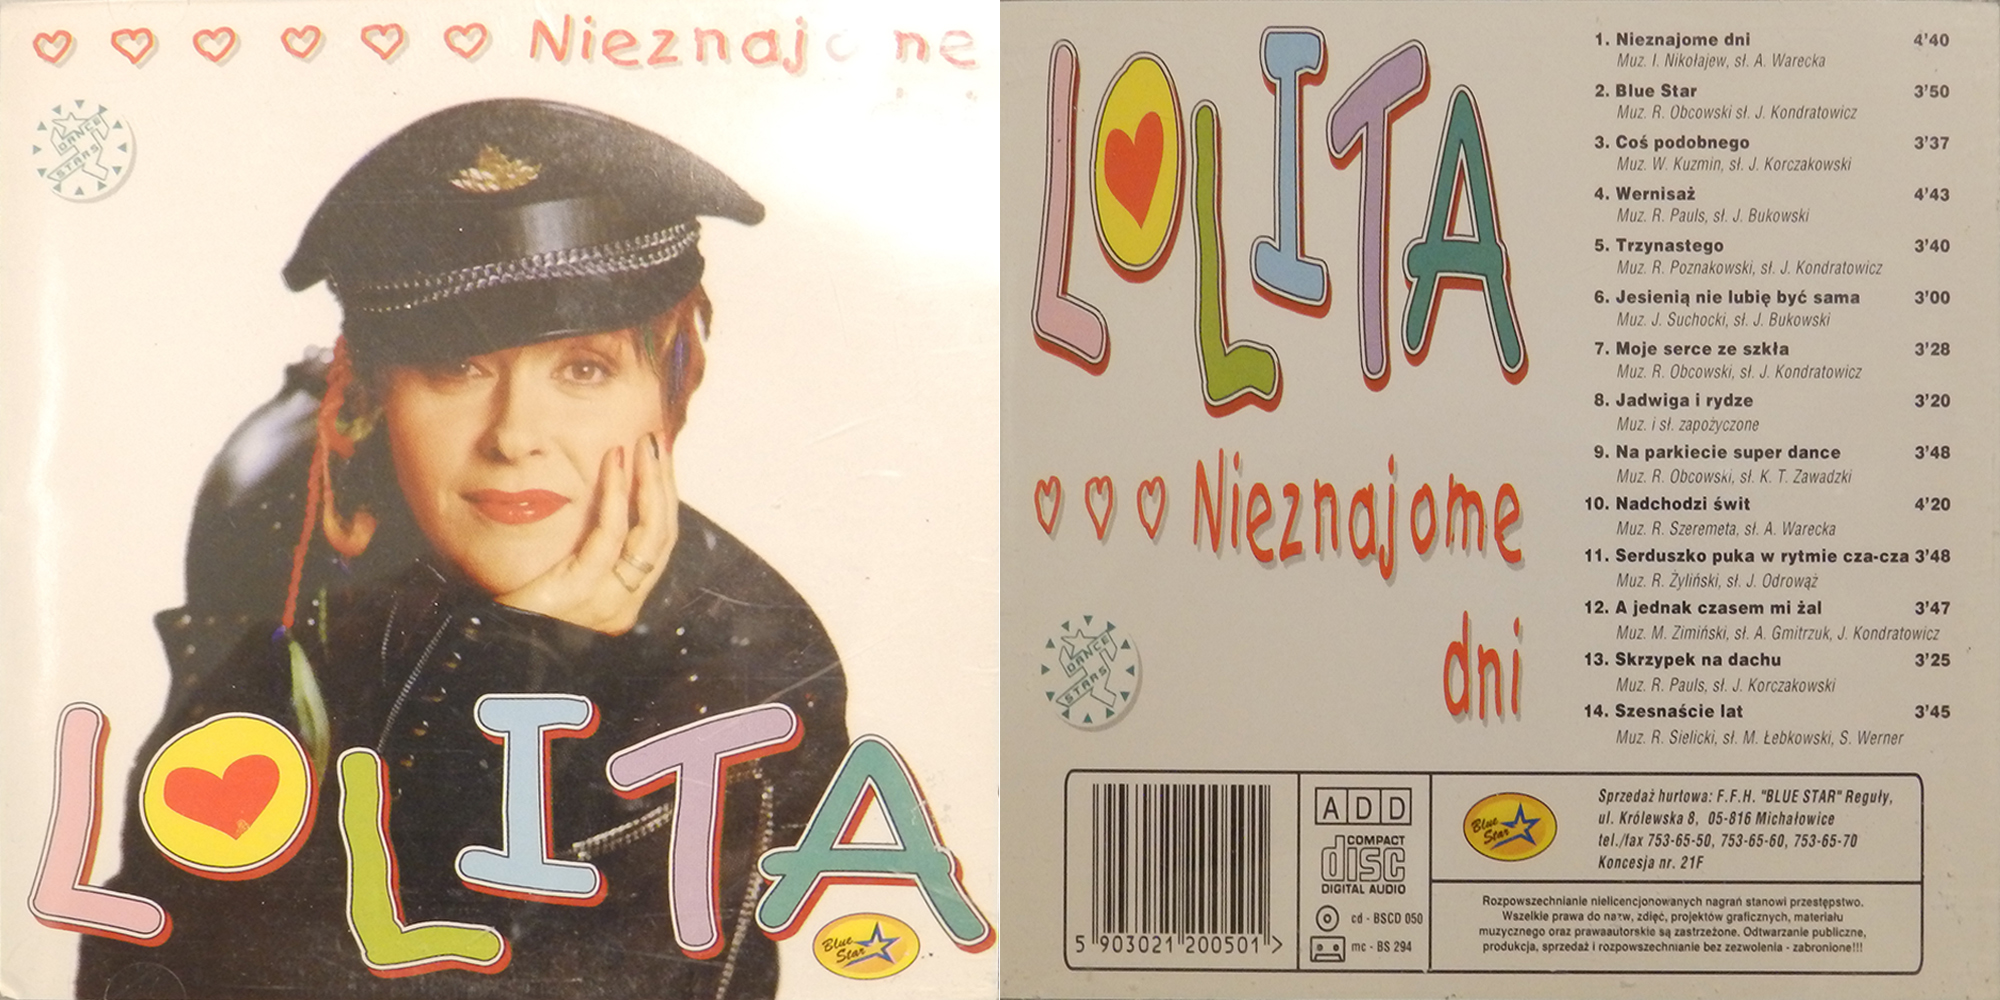 Nieznajome
DANCE
STARS
LOLITA
Blue
Star
LOLITA
Nieznajome
dni
DANCE
STARS
1. Nieznajome dni 4'40
Muz. I. Nikołajew, sł. A. Warecka
2. Blue Star 3'50
Muz. R. Obcowski sł. J. Kondratowicz
3. Coś podobnego 3'37
Muz. W. Kuzmin, sł. J. Korczakowski
4. Wernisaż 4'43
Muz. R. Pauls, sł. J. Bukowski
5. Trzynastego 3'40
Muz. R. Poznakowski, sł. J. Kondratowicz
6. Jesienią nie lubię być sama 3'00
Muz. J. Suchocki, sł. J. Bukowski
7. Moje serce ze szkła 3'28
Muz. R. Obcowski, sł. J. Kondratowicz
8. Jadwiga i rydze 3'20
Muz. i sł. zapożyczone
9. Na parkiecie super dance 3'48
Muz. R. Obcowski, sł. K. T. Zawadzki
10. Nadchodzi świt 4'20
Muz. R. Szeremeta, sł. A. Warecka
11. Serduszko puka w rytmie cza-cza 3'48
Muz. R. Żyliński, sł. J. Odrowąż
12. A jednak czasem mi żal 3'47
Muz. M. Zimiński, sł. A. Gmitrzuk, J. Kondratowicz
13. Skrzypek na dachu 3'25
Muz. R. Pauls, sł. J. Korczakowski
14. Szesnaście lat 3'45
Muz. R. Sielicki, sł. M. Łebkowski, S. Werner
5 903021 200501 >
ADD
COMPACT
disc
DIGITAL AUDIO
cd - BSCD 050
mc - BS 294
Blue
Star
Sprzedaż hurtowa: F.F.H. "BLUE STAR" Reguły,
ul. Królewska 8, 05-816 Michałowice
tel./fax 753-65-50, 753-65-60, 753-65-70
Koncesja nr. 21F
Rozpowszechnianie nielicencjonowanych nagrań stanowi przestępstwo.
Wszelkie prawa do nazw, zdjęć, projektów graficznych, materiału
muzycznego oraz prawaautorskie są zastrzeżone. Odtwarzanie publiczne,
produkcja, sprzedaż i rozpowszechnianie bez zezwolenia - zabronione!!!